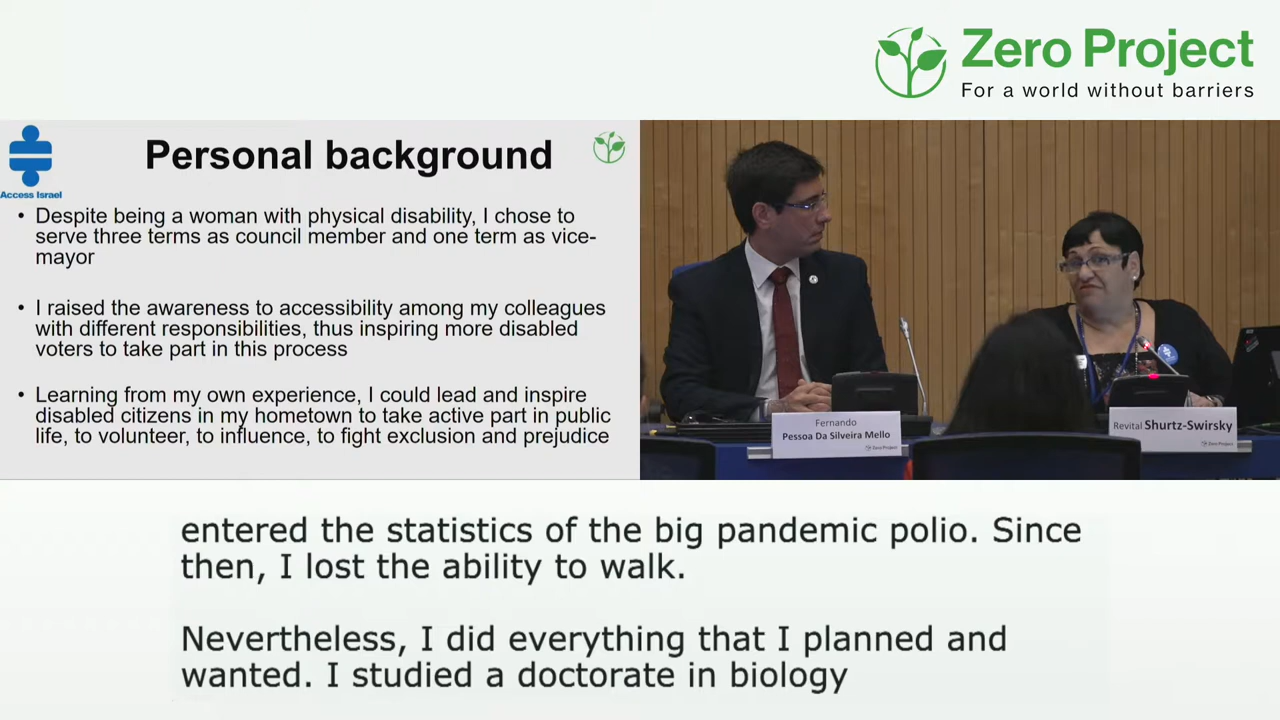 Zero Project
For a world without barriers
Access Israel
Personal background
• Despite being a woman with physical disability, I chose to
serve three terms as council member and one term as vice-
mayor
• I raised the awareness to accessibility among my colleagues
with different responsibilities, thus inspiring more disabled
voters to take part in this process
• Learning from my own experience, I could lead and inspire
disabled citizens in my hometown to take active part in public
life, to volunteer, to influence, to fight exclusion and prejudice
Fernando
Pessoa Da Silveira Mello
Zero Project
Revital Shurtz-Swirsky
Zero Project
entered the statistics of the big pandemic polio. Since
then, I lost the ability to walk.
Nevertheless, I did everything that I planned and
wanted. I studied a doctorate in biology